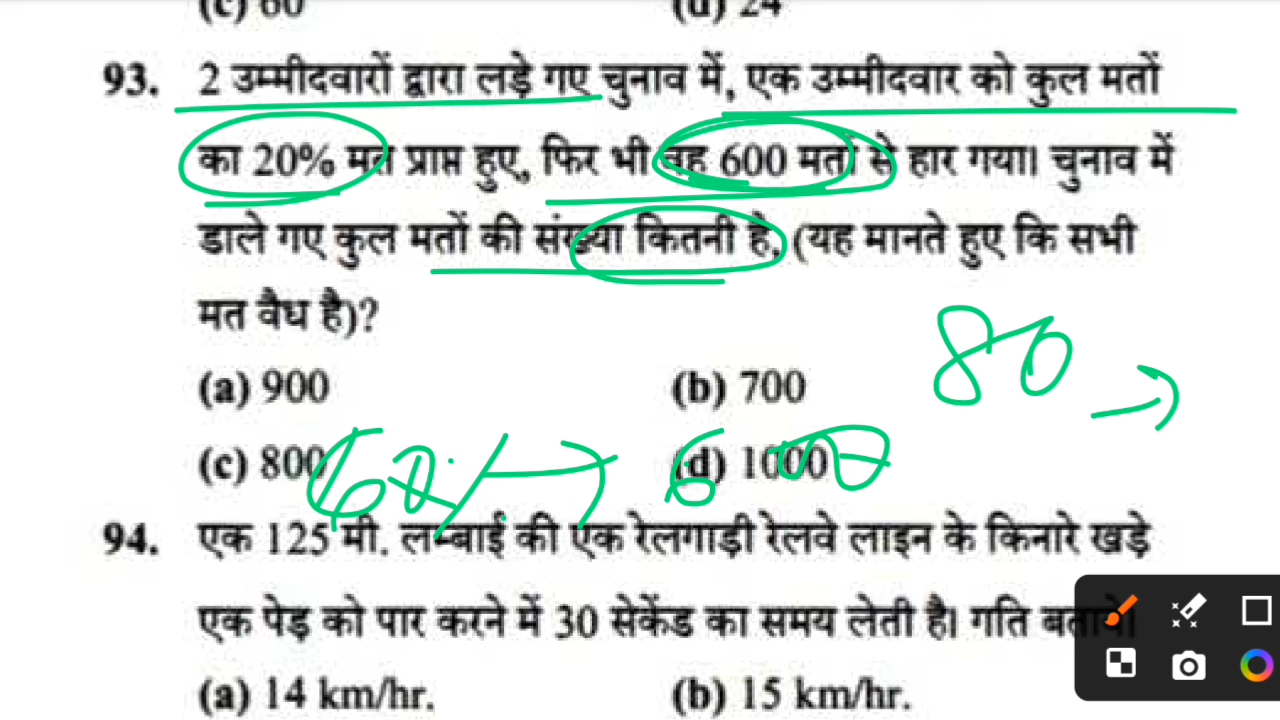 (c) 60 (d) 24
93. 2 उम्मीदवारों द्वारा लड़े गए चुनाव में, एक उम्मीदवार को कुल मतों
का 20% मत प्राप्त हुए, फिर भी वह 600 मतों से हार गया। चुनाव में
डाले गए कुल मतों की संख्या कितनी है, (यह मानते हुए कि सभी
मत वैध है)?
80
(a) 900 (b) 700
(c) 800 (d) 1000
60% 600
94. एक 125 मी. लम्बाई की एक रेलगाड़ी रेलवे लाइन के किनारे खड़े
एक पेड़ को पार करने में 30 सेकेंड का समय लेती है। गति बताये।
(a) 14 km/hr. (b) 15 km/hr.